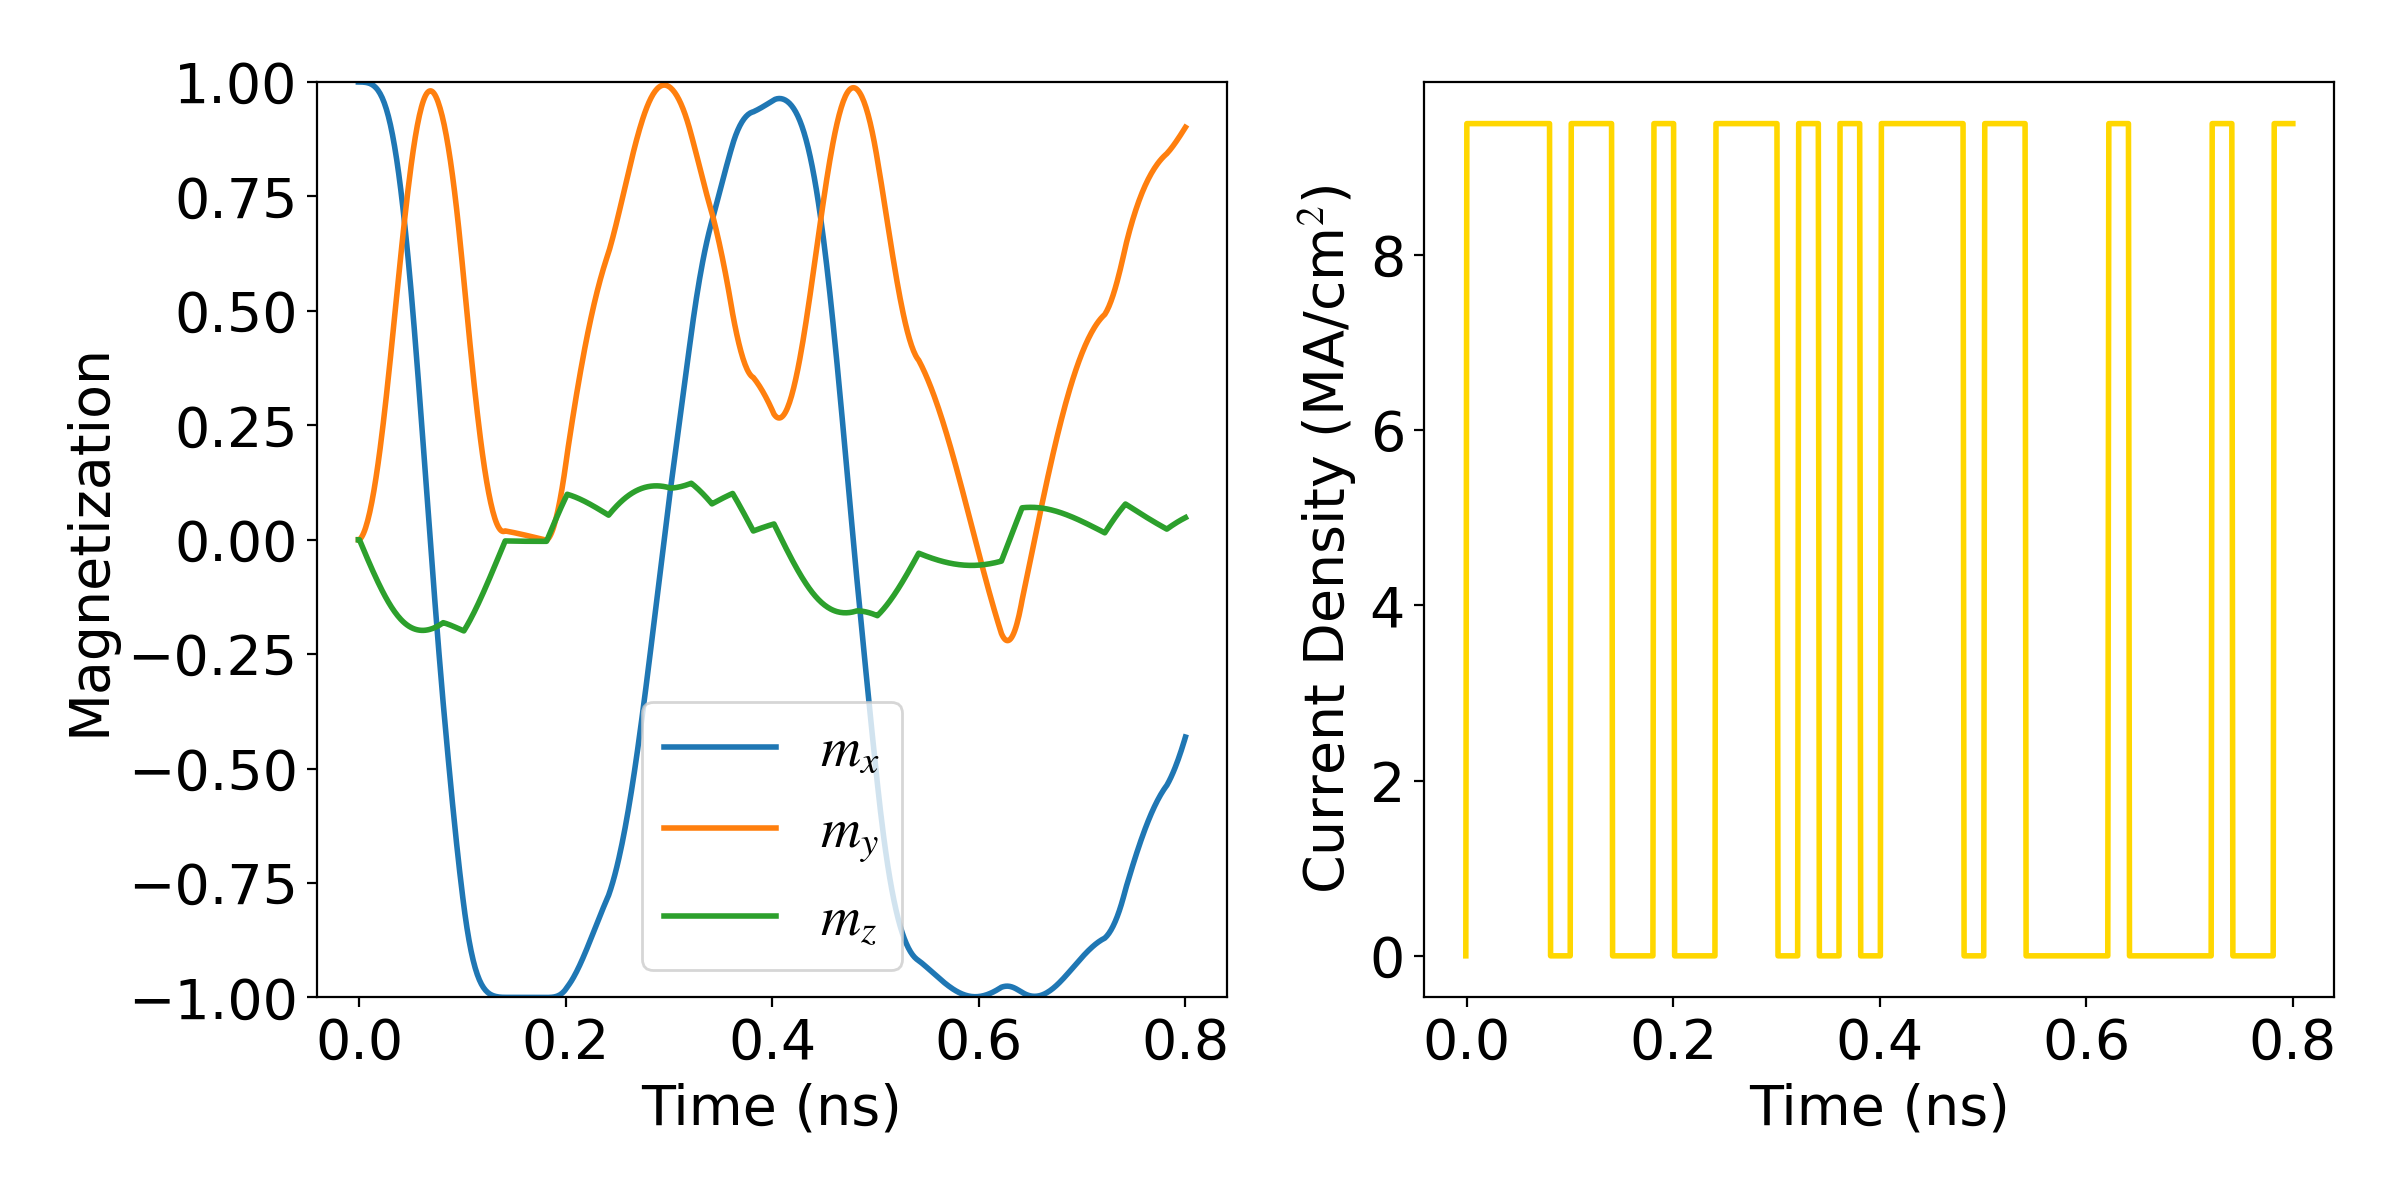 1.00
0.75
0.50
0.25
0.00
−0.25
−0.50
−0.75
−1.00
Magnetization
0.0 0.2 0.4 0.6 0.8
Time (ns)
mₓ
m_y
m_z
8
6
4
2
0
Current Density (MA/cm²)
0.0 0.2 0.4 0.6 0.8
Time (ns)